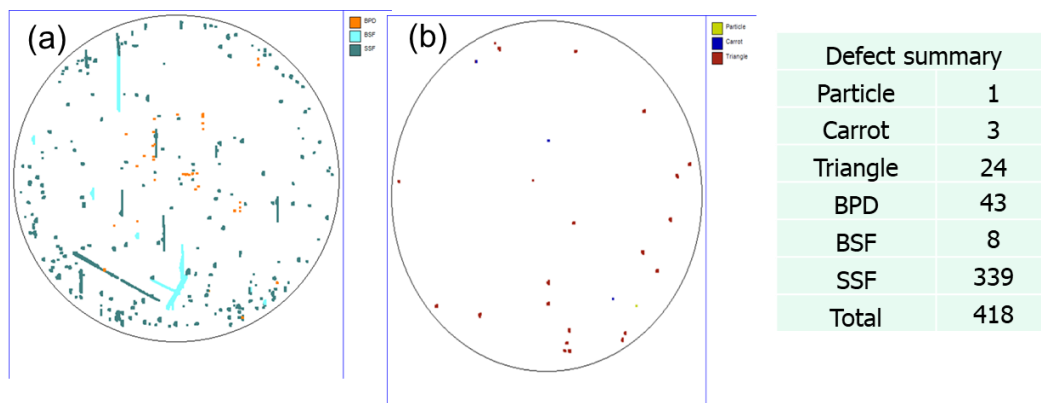 (a)
BPD
BSF
SSF
(b)
Particle
Carrot
Triangle
Defect summary
Particle 1
Carrot 3
Triangle 24
BPD 43
BSF 8
SSF 339
Total 418